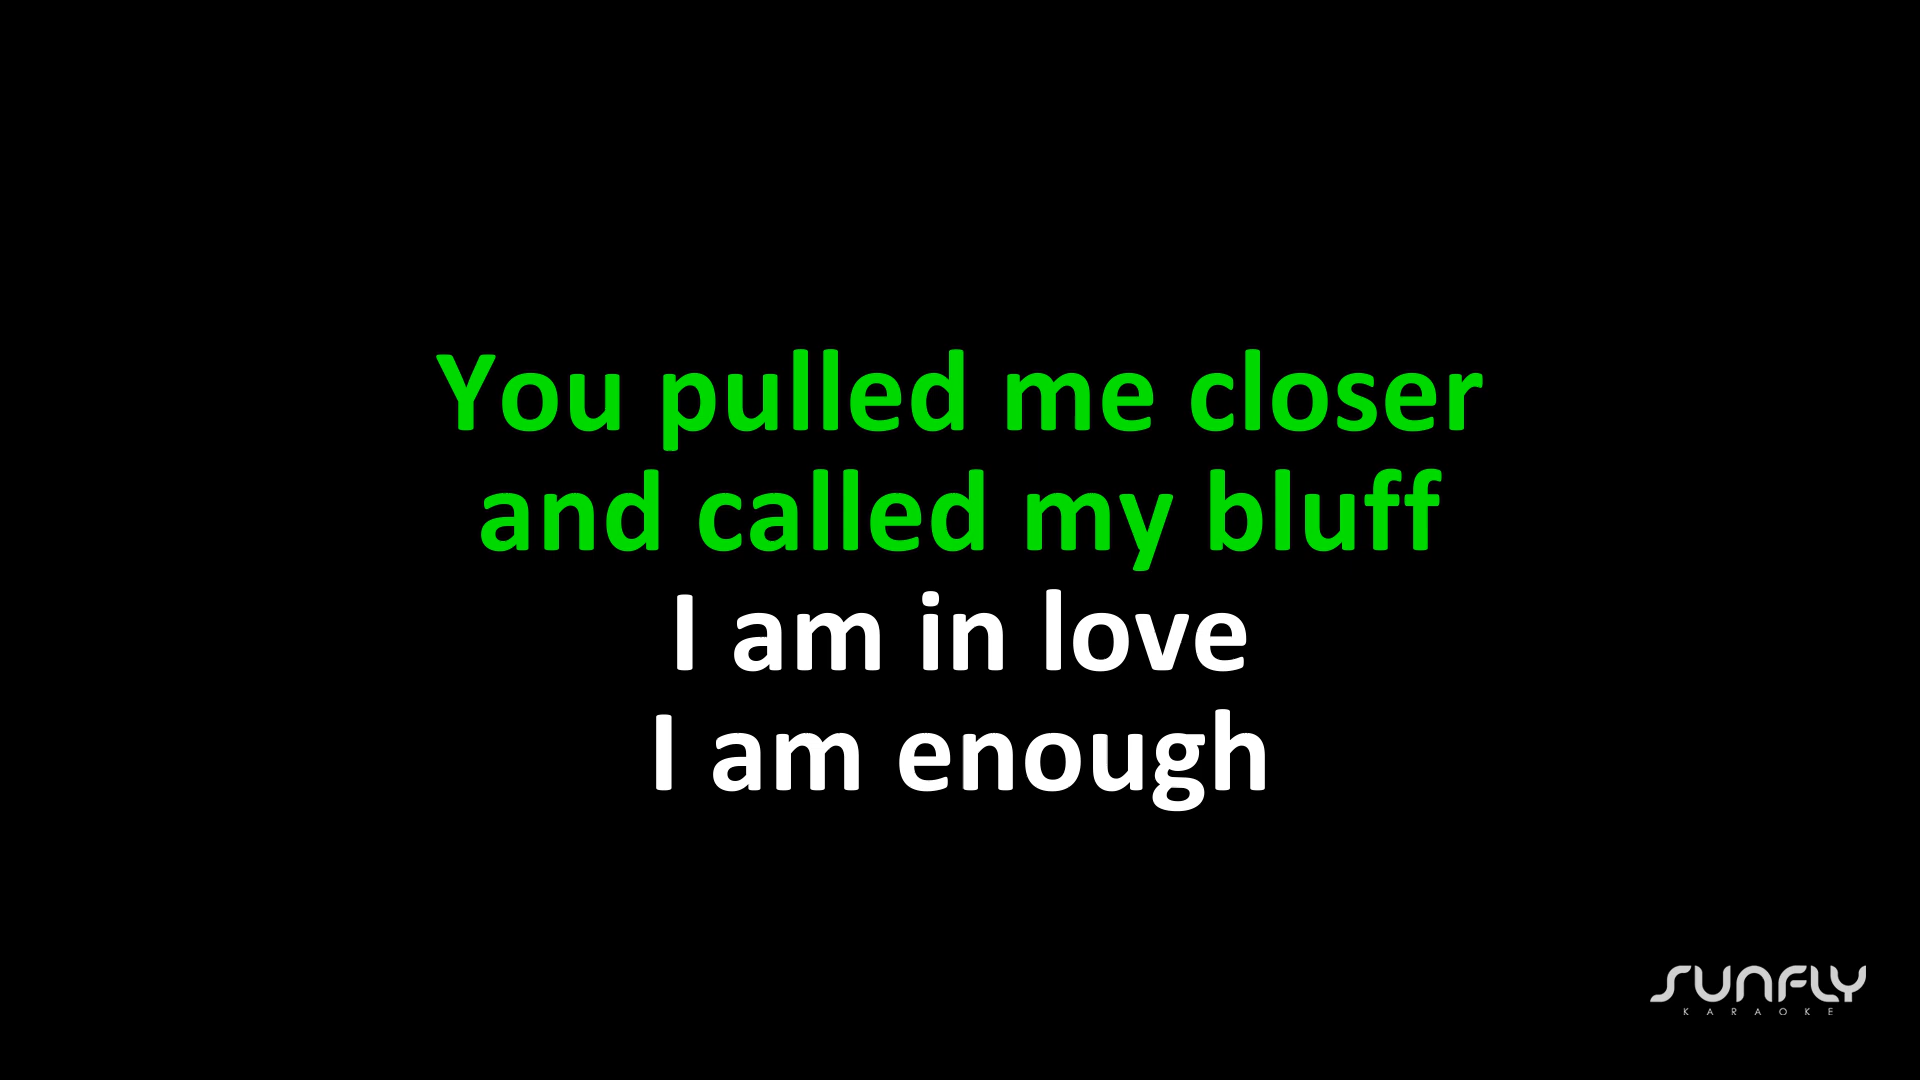 You pulled me closer
and called my bluff
I am in love
I am enough
SUNFLY
KARAOKE